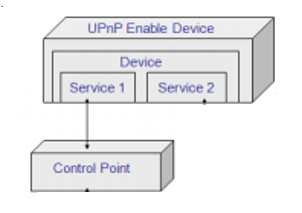 UPnP Enable Device
Device
Service 1 Service 2
Control Point